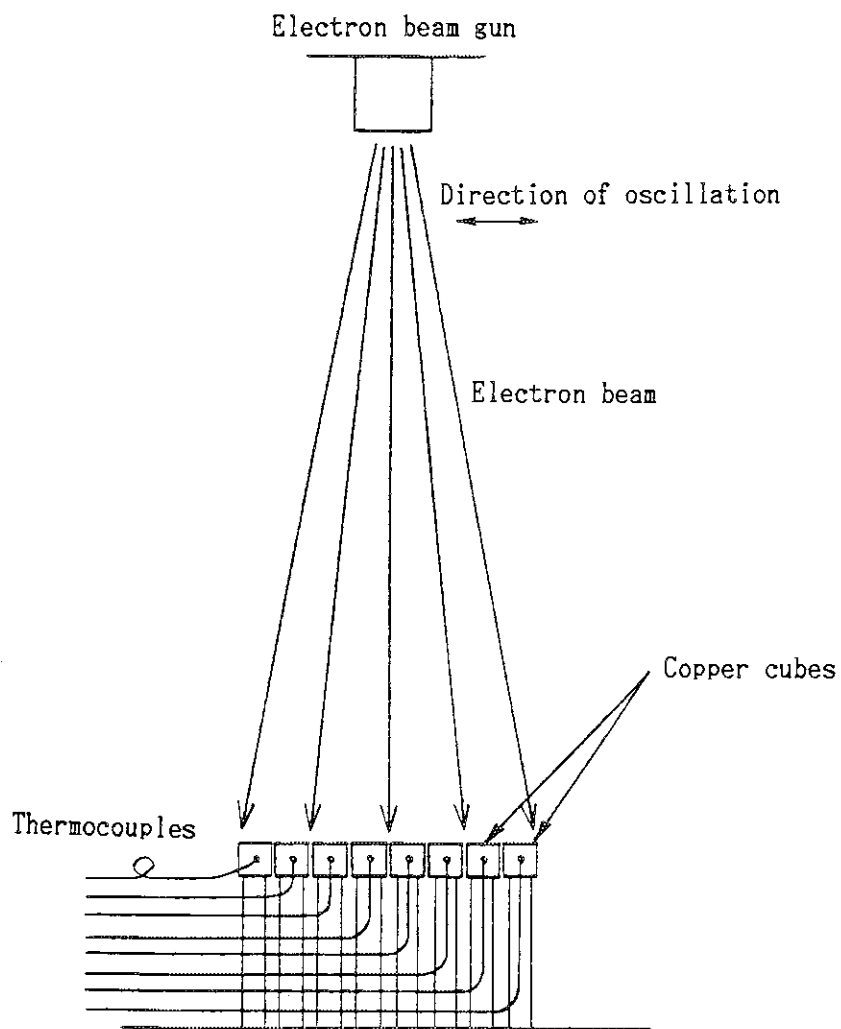 Electron beam gun
Direction of oscillation
Electron beam
Copper cubes
Thermocouples